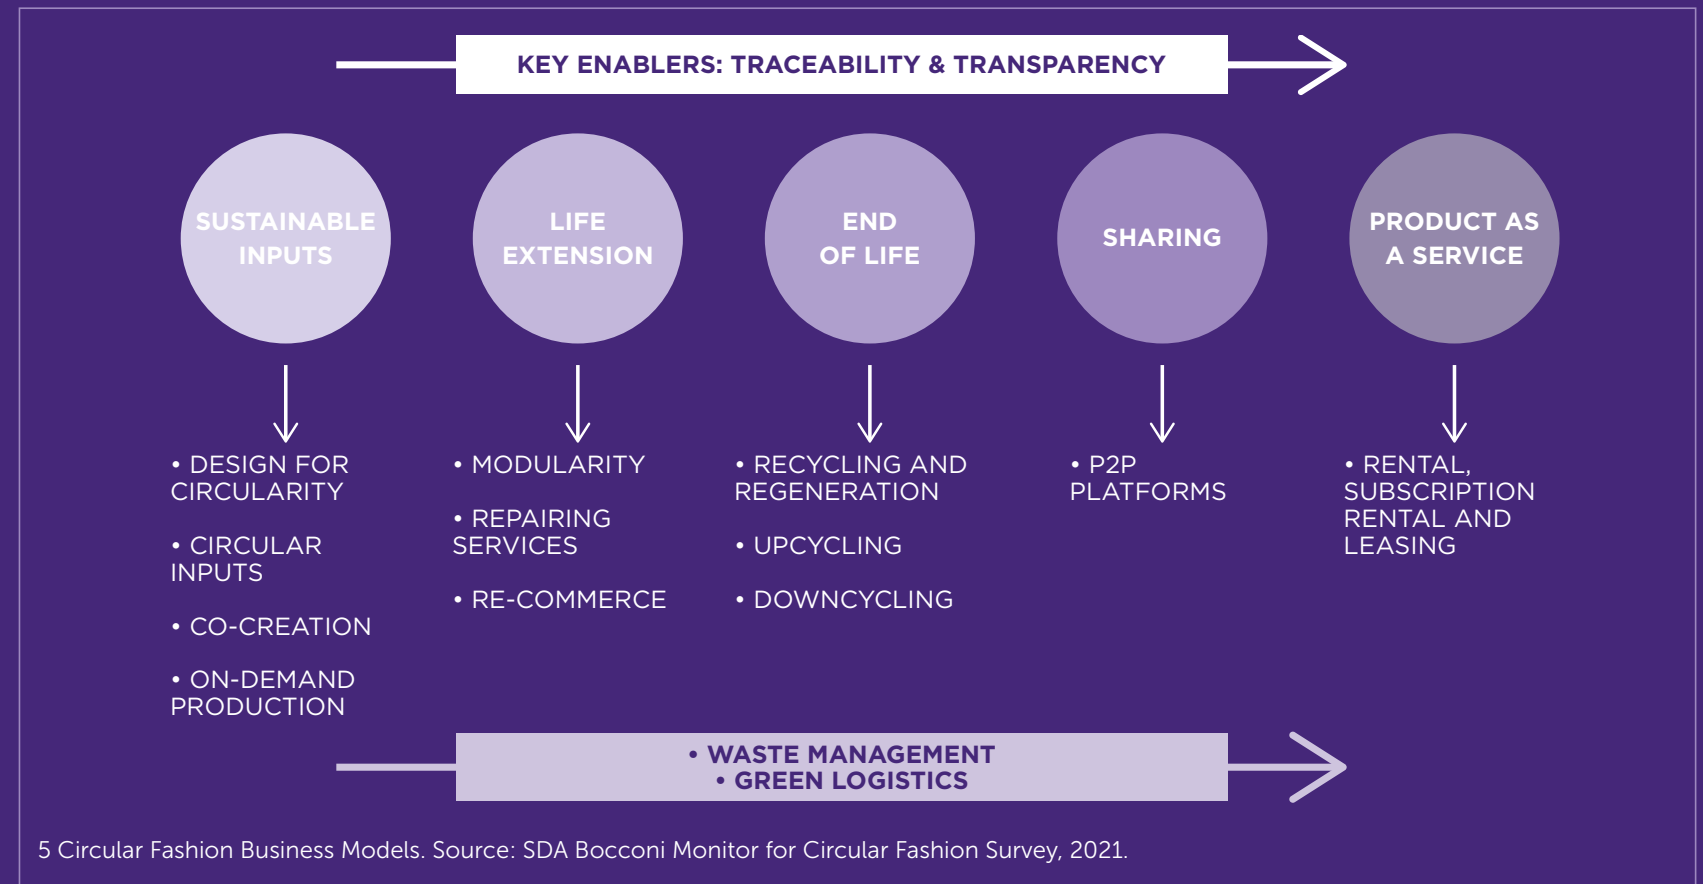 KEY ENABLERS: TRACEABILITY & TRANSPARENCY
SUSTAINABLE
INPUTS
LIFE
EXTENSION
END
OF LIFE
SHARING
PRODUCT AS
A SERVICE
• DESIGN FOR
CIRCULARITY
• CIRCULAR
INPUTS
• CO-CREATION
• ON-DEMAND
PRODUCTION
• MODULARITY
• REPAIRING
SERVICES
• RE-COMMERCE
• RECYCLING AND
REGENERATION
• UPCYCLING
• DOWNCYCLING
• P2P
PLATFORMS
• RENTAL,
SUBSCRIPTION
RENTAL AND
LEASING
• WASTE MANAGEMENT
• GREEN LOGISTICS
5 Circular Fashion Business Models. Source: SDA Bocconi Monitor for Circular Fashion Survey, 2021.